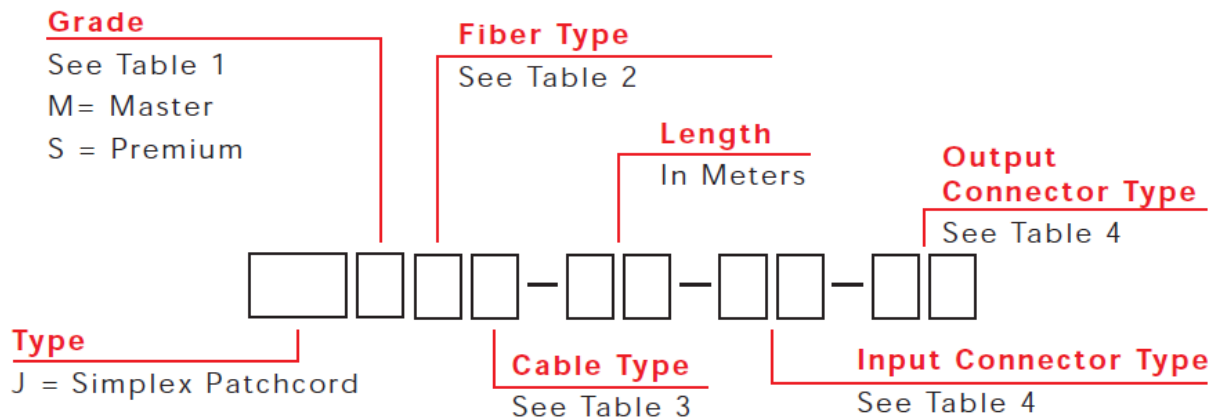 Grade
See Table 1
M= Master
S = Premium
Fiber Type
See Table 2
Length
In Meters
Output
Connector Type
See Table 4
Type
J = Simplex Patchcord
Cable Type
See Table 3
Input Connector Type
See Table 4